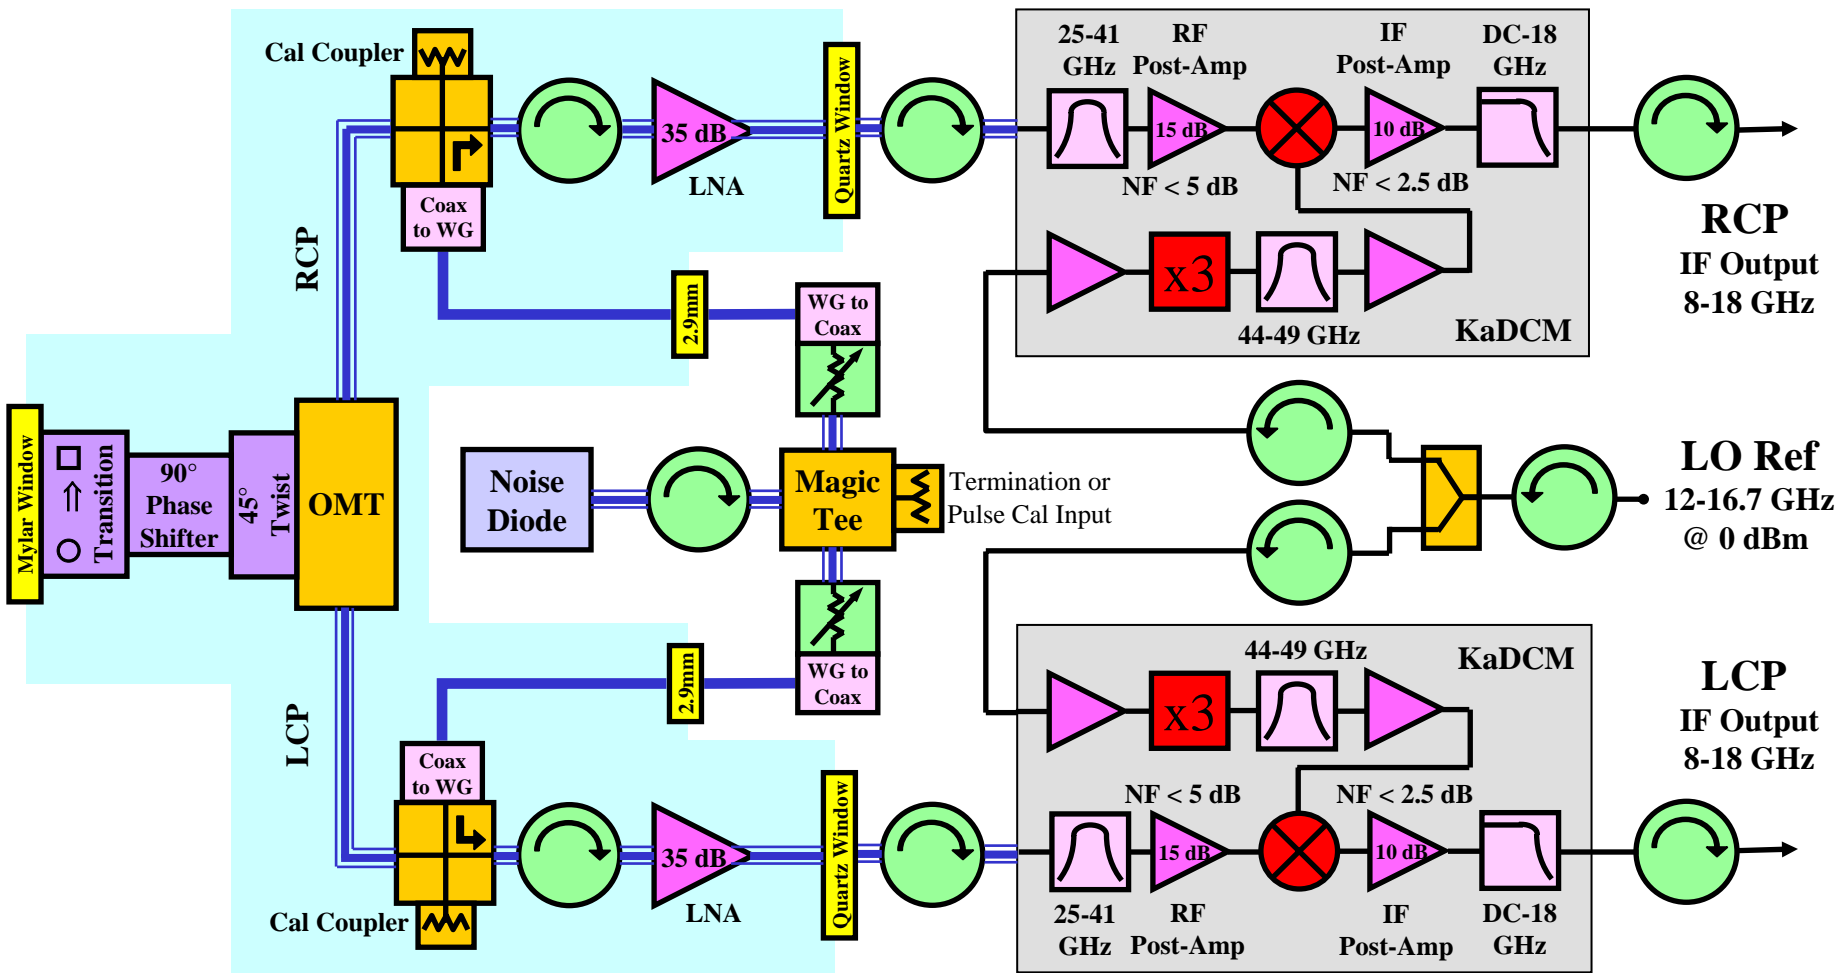 Cal Coupler
25-41
GHz
RF
Post-Amp
IF
Post-Amp
DC-18
GHz
35 dB
LNA
Quartz Window
15 dB
10 dB
NF < 5 dB
NF < 2.5 dB
Coax
to WG
RCP
RCP
IF Output
8-18 GHz
x3
44-49 GHz
KaDCM
2.9mm
WG to
Coax
Mylar Window
Transition
90°
Phase
Shifter
45°
Twist
OMT
Noise
Diode
Magic
Tee
Termination or
Pulse Cal Input
LO Ref
12-16.7 GHz
@ 0 dBm
2.9mm
WG to
Coax
44-49 GHz
KaDCM
x3
LCP
LCP
IF Output
8-18 GHz
Coax
to WG
NF < 5 dB
NF < 2.5 dB
35 dB
LNA
Quartz Window
15 dB
10 dB
Cal Coupler
25-41
GHz
RF
Post-Amp
IF
Post-Amp
DC-18
GHz